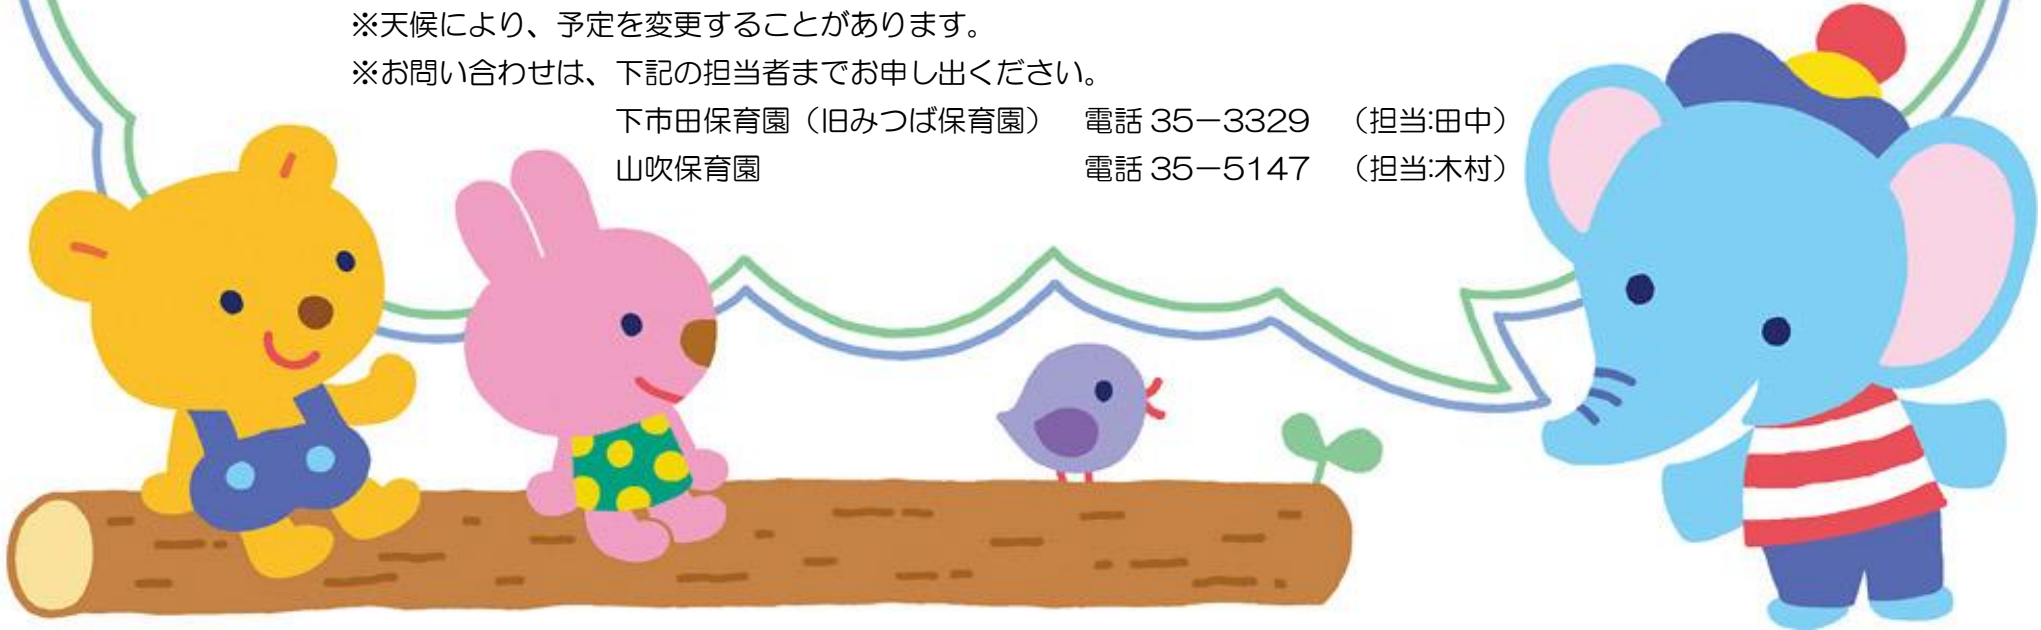 ※天候により、予定を変更することがあります。
※お問い合わせは、下記の担当者までお申し出ください。
下市田保育園（旧みつば保育園） 電話 35－3329 （担当:田中）
山吹保育園 電話 35－5147 （担当:木村）